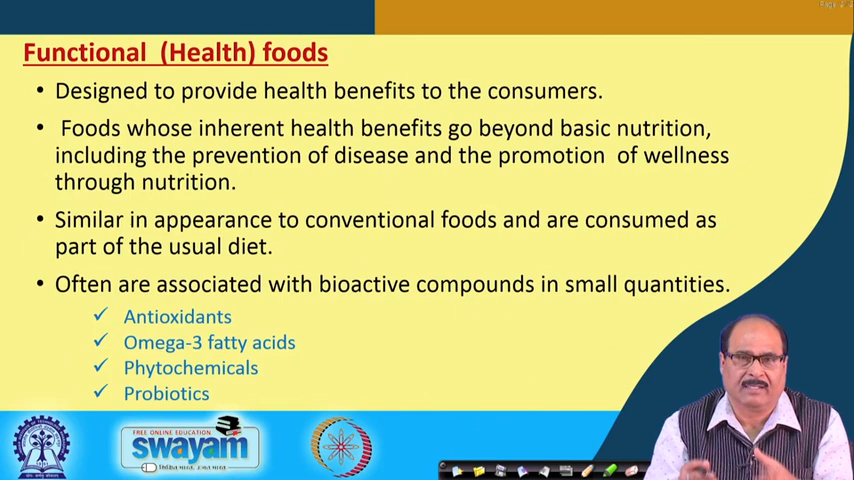 Functional (Health) foods
• Designed to provide health benefits to the consumers.
• Foods whose inherent health benefits go beyond basic nutrition,
including the prevention of disease and the promotion of wellness
through nutrition.
• Similar in appearance to conventional foods and are consumed as
part of the usual diet.
• Often are associated with bioactive compounds in small quantities.
✓ Antioxidants
✓ Omega-3 fatty acids
✓ Phytochemicals
✓ Probiotics
FREE ONLINE EDUCATION
swayam